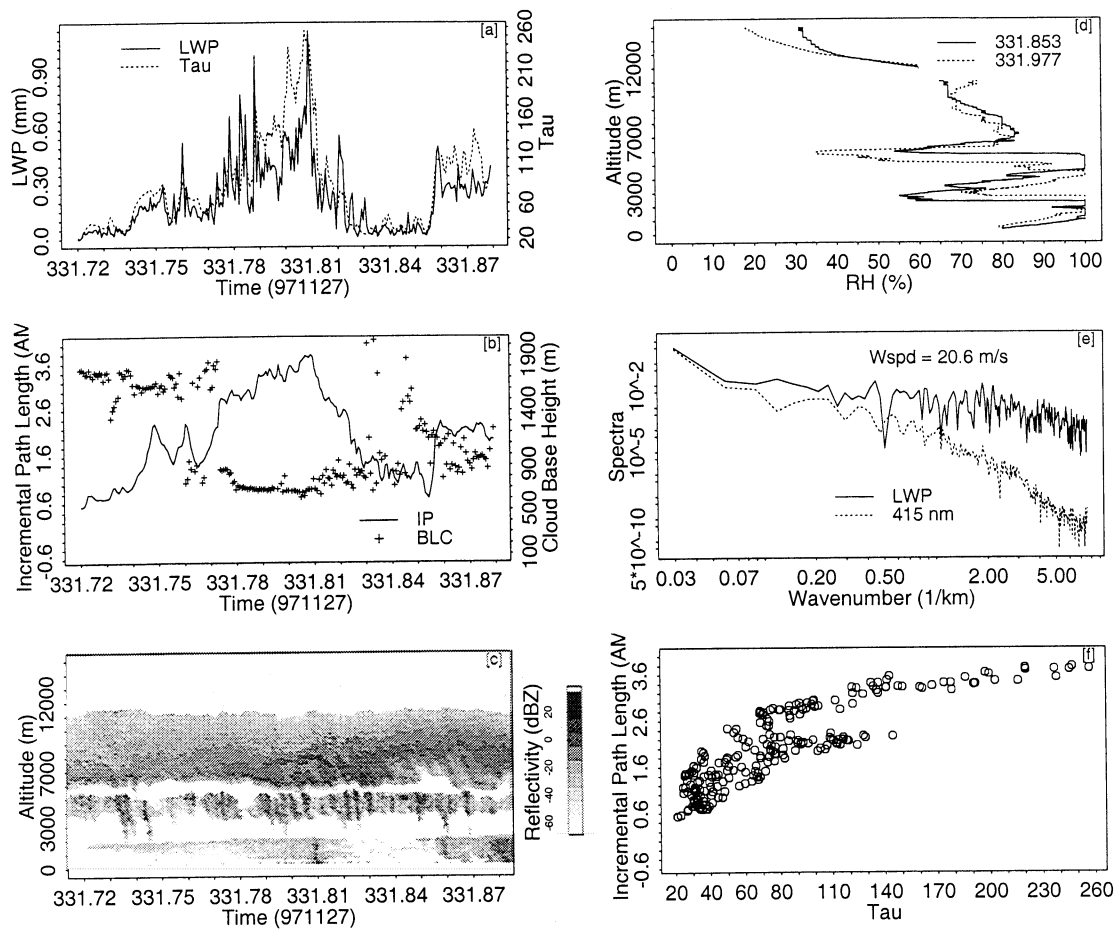 [a]
LWP
Tau
LWP (mm)
0.0 0.30 0.60 0.90
Tau
20 60 110 160 210 260
331.72 331.75 331.78 331.81 331.84 331.87
Time (971127)
[b]
Incremental Path Length (AM
-0.6 0.6 1.6 2.6 3.6
Cloud Base Height (m)
100 500 900 1400 1900
IP
BLC
331.72 331.75 331.78 331.81 331.84 331.87
Time (971127)
[c]
Altitude (m)
0 3000 7000 12000
Reflectivity (dBZ)
-60 -40 -20 0 20
331.72 331.75 331.78 331.81 331.84 331.87
Time (971127)
[d]
331.853
331.977
Altitude (m)
0 3000 7000 12000
0 10 20 30 40 50 60 70 80 90 100
RH (%)
[e]
Wspd = 20.6 m/s
Spectra
5*10^-10 10^-5 10^-2
LWP
415 nm
0.03 0.07 0.20 0.50 2.00 5.00
Wavenumber (1/km)
[f]
Incremental Path Length (AM
-0.6 0.6 1.6 2.6 3.6
20 40 60 80 110 140 170 200 230 260
Tau